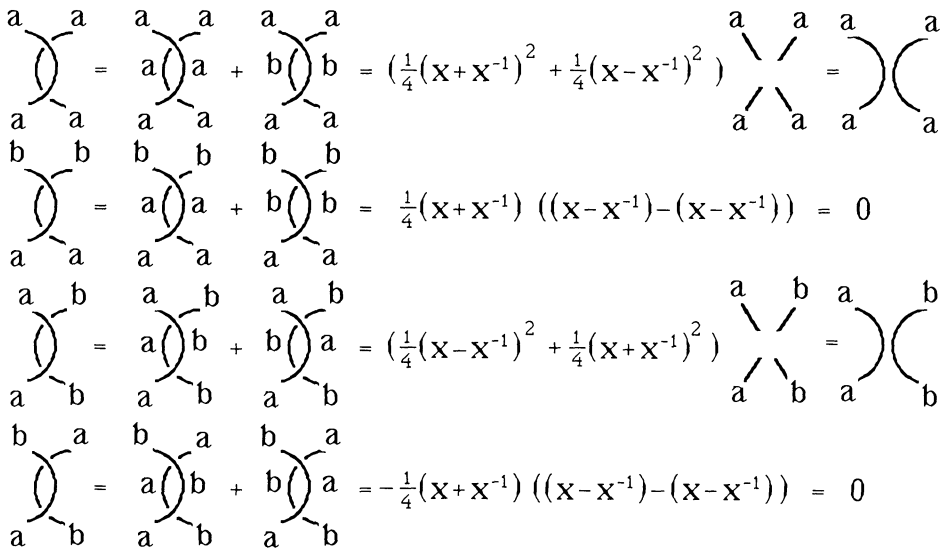 a a a a a a a a a a
a a b b
= + = (¼(X+X⁻¹)² + ¼(X−X⁻¹)²) =
a a a a a a a a a a
b b b b b b
a a b b
= + = ¼(X+X⁻¹) ((X−X⁻¹)−(X−X⁻¹)) = 0
a a a a a a
a b a b a b a b a b
a b b a
= + = (¼(X−X⁻¹)² + ¼(X+X⁻¹)²) =
a b a b a b a b a b
b a b a b a
a b b a
= + = −¼(X+X⁻¹) ((X−X⁻¹)−(X−X⁻¹)) = 0
a b a b a b